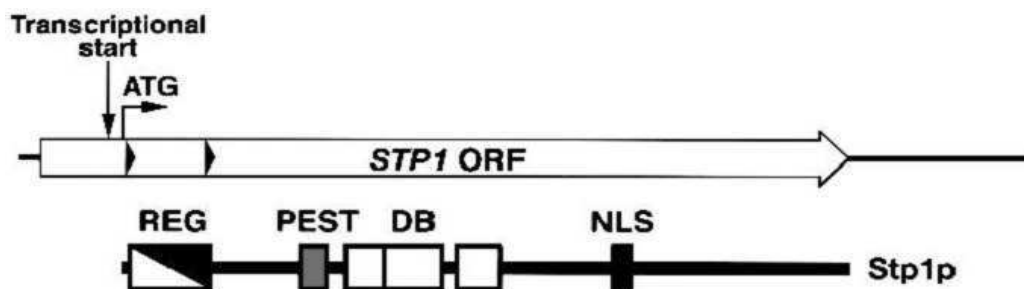 Transcriptional
start
ATG
STP1 ORF
REG PEST DB NLS
Stp1p